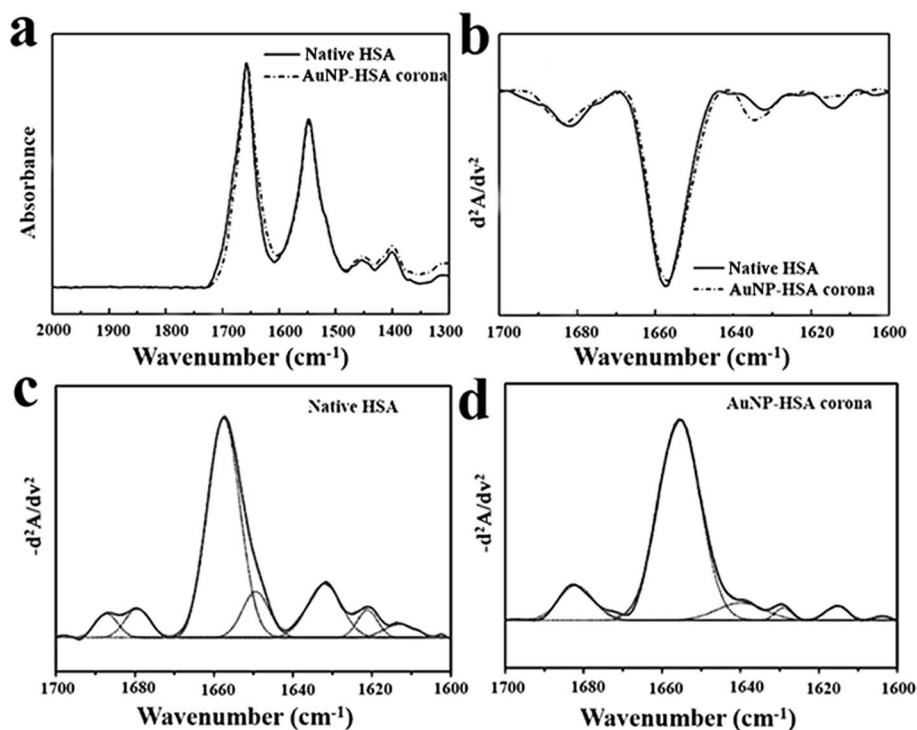 a
Native HSA
AuNP-HSA corona
Absorbance
2000 1900 1800 1700 1600 1500 1400 1300
Wavenumber (cm⁻¹)
b
d²A/dv²
Native HSA
AuNP-HSA corona
1700 1680 1660 1640 1620 1600
Wavenumber (cm⁻¹)
c
Native HSA
-d²A/dv²
1700 1680 1660 1640 1620 1600
Wavenumber (cm⁻¹)
d
AuNP-HSA corona
-d²A/dv²
1700 1680 1660 1640 1620 1600
Wavenumber (cm⁻¹)